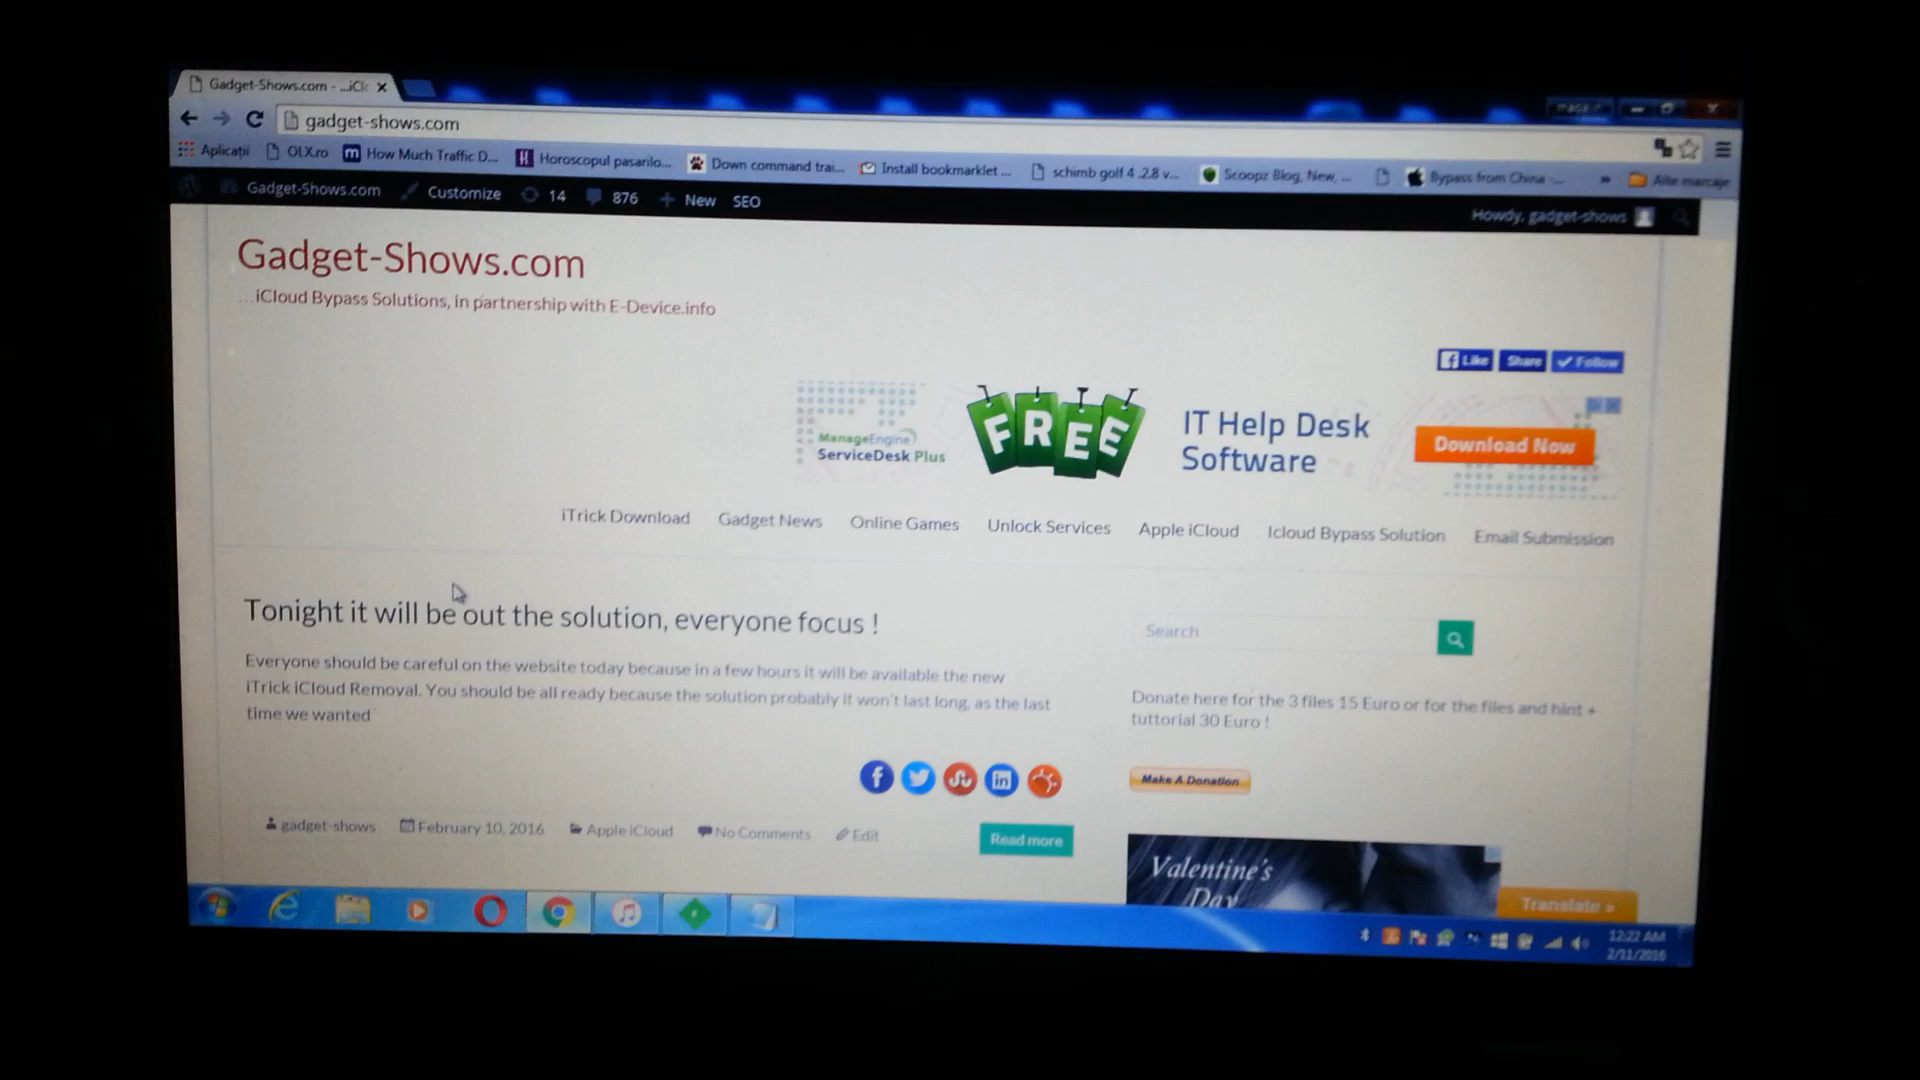 Gadget-Shows.com - ...iClo
gadget-shows.com
Aplicații OLX.ro How Much Traffic D... Horoscopul pasarilo... Down command trai... Install bookmarklet ... schimb golf 4 .2.8 v... Scoopz Blog, New, ... Bypass from China -... » Alte marcaje
Gadget-Shows.com Customize 14 876 New SEO Howdy, gadget-shows
Gadget-Shows.com
...iCloud Bypass Solutions, in partnership with E-Device.info
Like Share Follow
ManageEngine
ServiceDesk Plus
FREE
IT Help Desk
Software
Download Now
iTrick Download Gadget News Online Games Unlock Services Apple iCloud Icloud Bypass Solution Email Submission
Tonight it will be out the solution, everyone focus !
Everyone should be careful on the website today because in a few hours it will be available the new
iTrick iCloud Removal. You should be all ready because the solution probably it won't last long, as the last
time we wanted
gadget-shows February 10, 2016 Apple iCloud No Comments Edit Read more
Search
Donate here for the 3 files 15 Euro or for the files and hint +
tuttorial 30 Euro !
Make A Donation
Valentine's
Day
Translate »
12:22 AM
2/11/2016